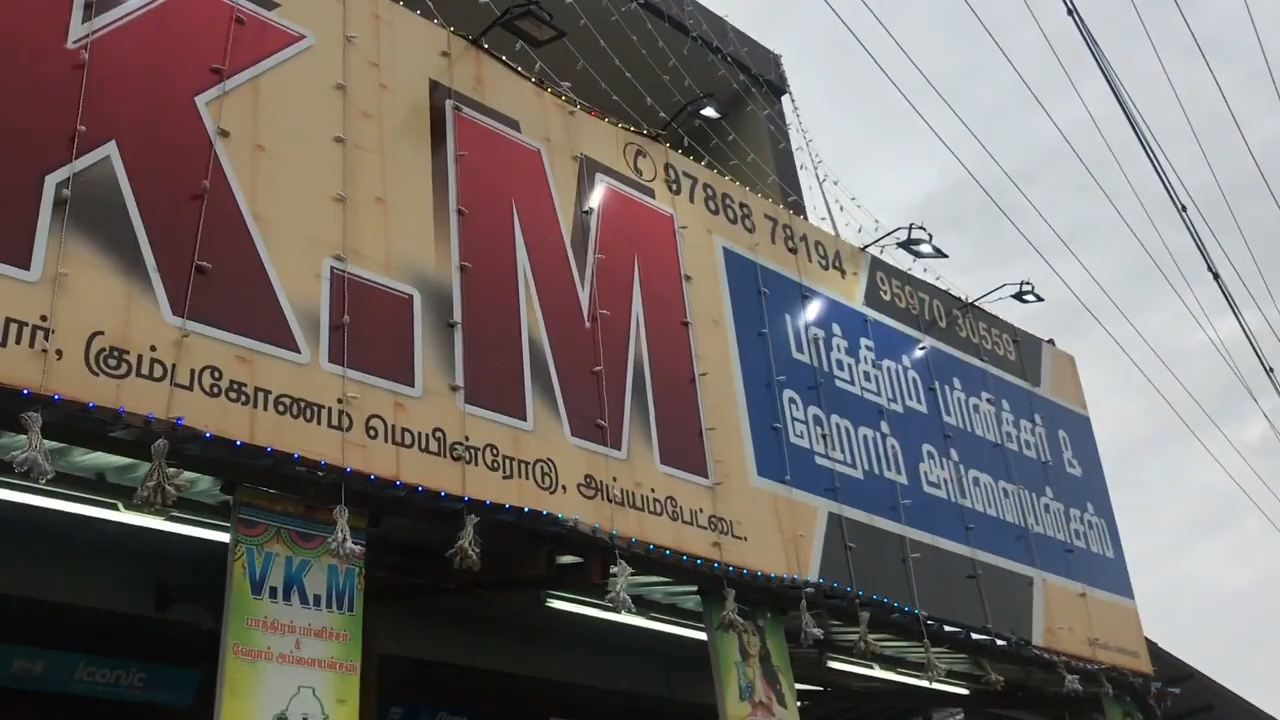 K.M
97868 78194
95970 30559
பாத்திரம் பர்னிச்சர் &
ஹோம் அப்ளையன்சஸ்
(கும்பகோணம் மெயின்ரோடு), அய்யம்பேட்டை.
V.K.M
பாத்திரம் பர்னிச்சர்
&
ஹோம் அப்ளையன்சஸ்
iconic